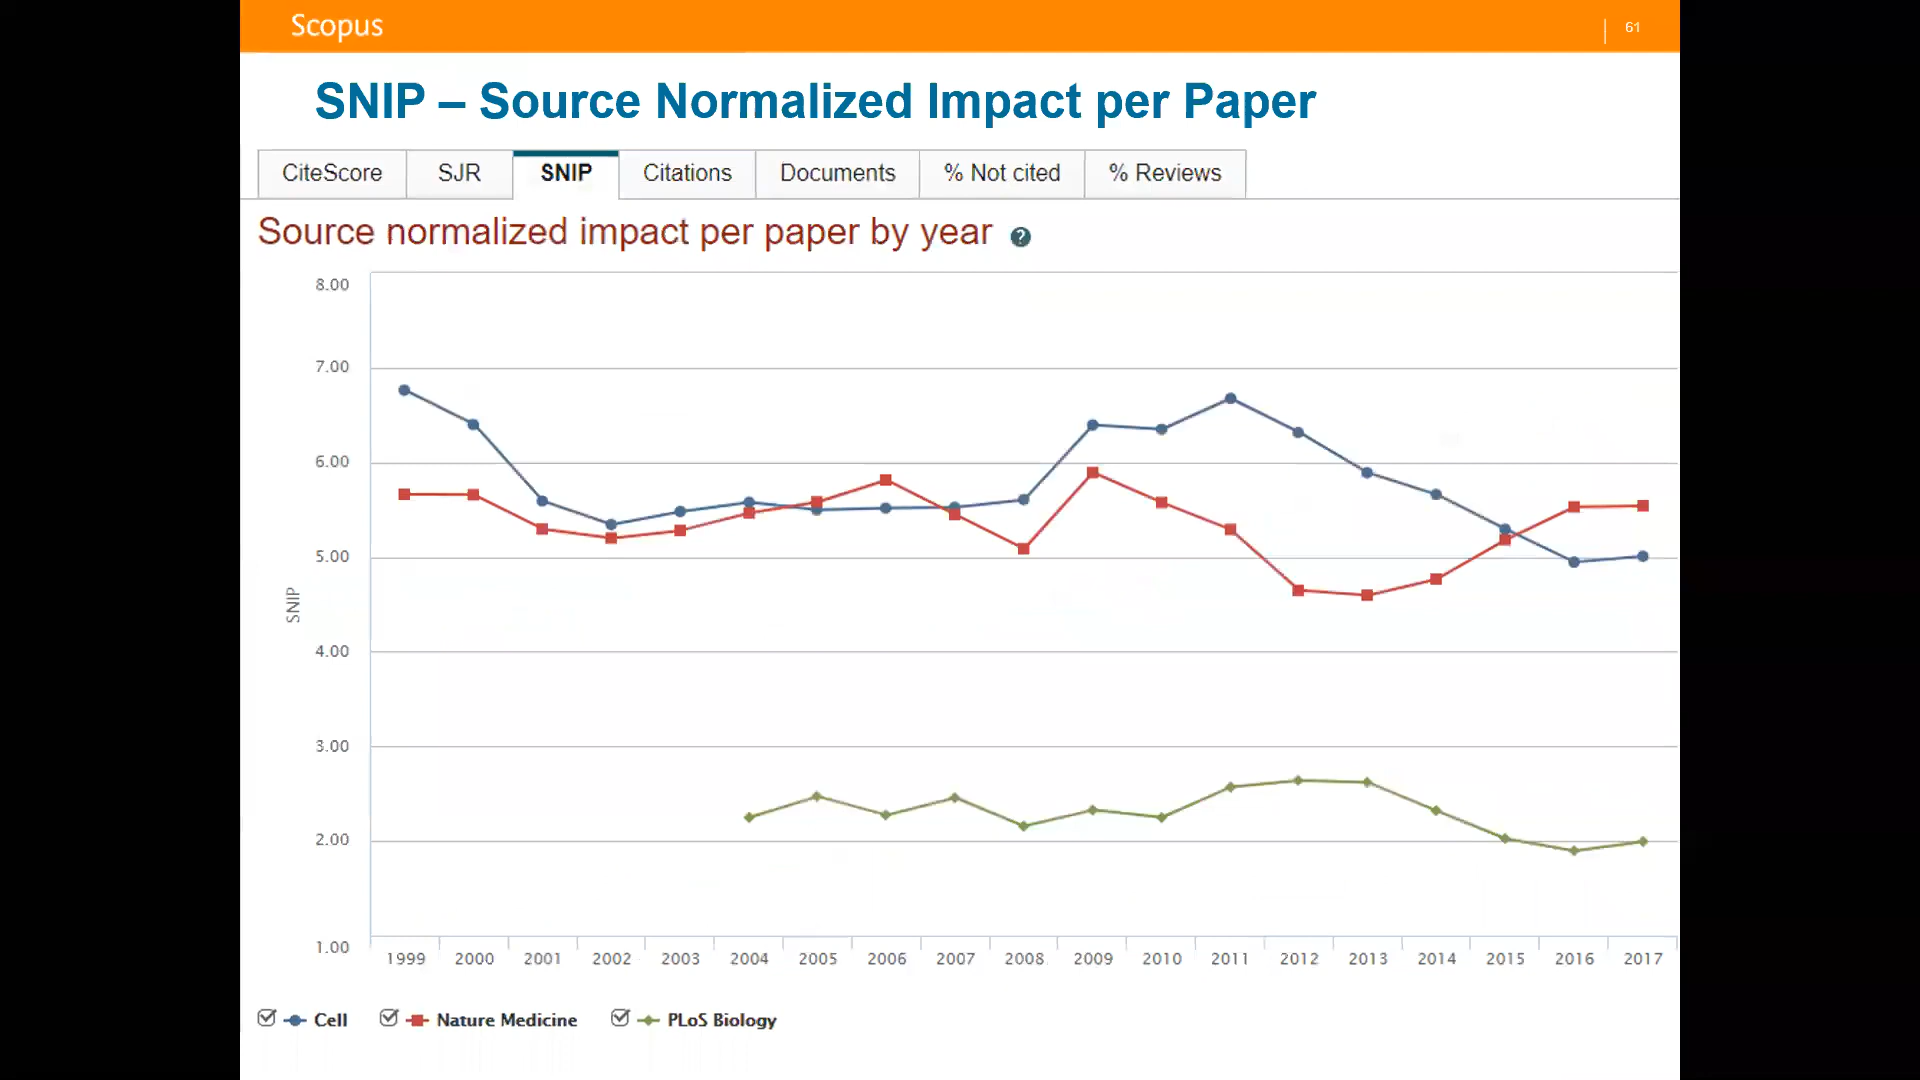 Scopus
61
SNIP – Source Normalized Impact per Paper
CiteScore SJR SNIP Citations Documents % Not cited % Reviews
Source normalized impact per paper by year ?
8.00
7.00
6.00
5.00
4.00
3.00
2.00
1.00
SNIP
1999 2000 2001 2002 2003 2004 2005 2006 2007 2008 2009 2010 2011 2012 2013 2014 2015 2016 2017
Cell Nature Medicine PLoS Biology